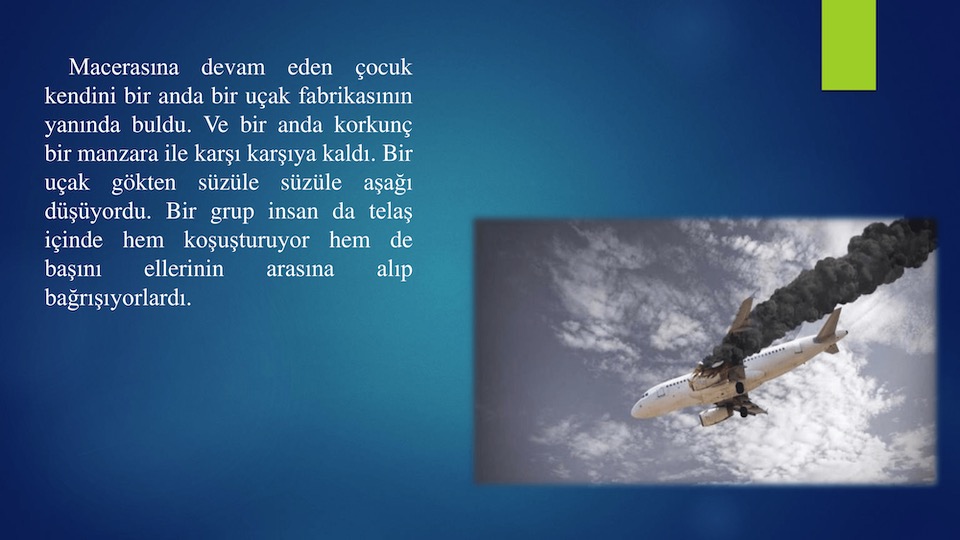 Macerasına devam eden çocuk
kendini bir anda bir uçak fabrikasının
yanında buldu. Ve bir anda korkunç
bir manzara ile karşı karşıya kaldı. Bir
uçak gökten süzüle süzüle aşağı
düşüyordu. Bir grup insan da telaş
içinde hem koşuşturuyor hem de
başını ellerinin arasına alıp
bağrışıyorlardı.